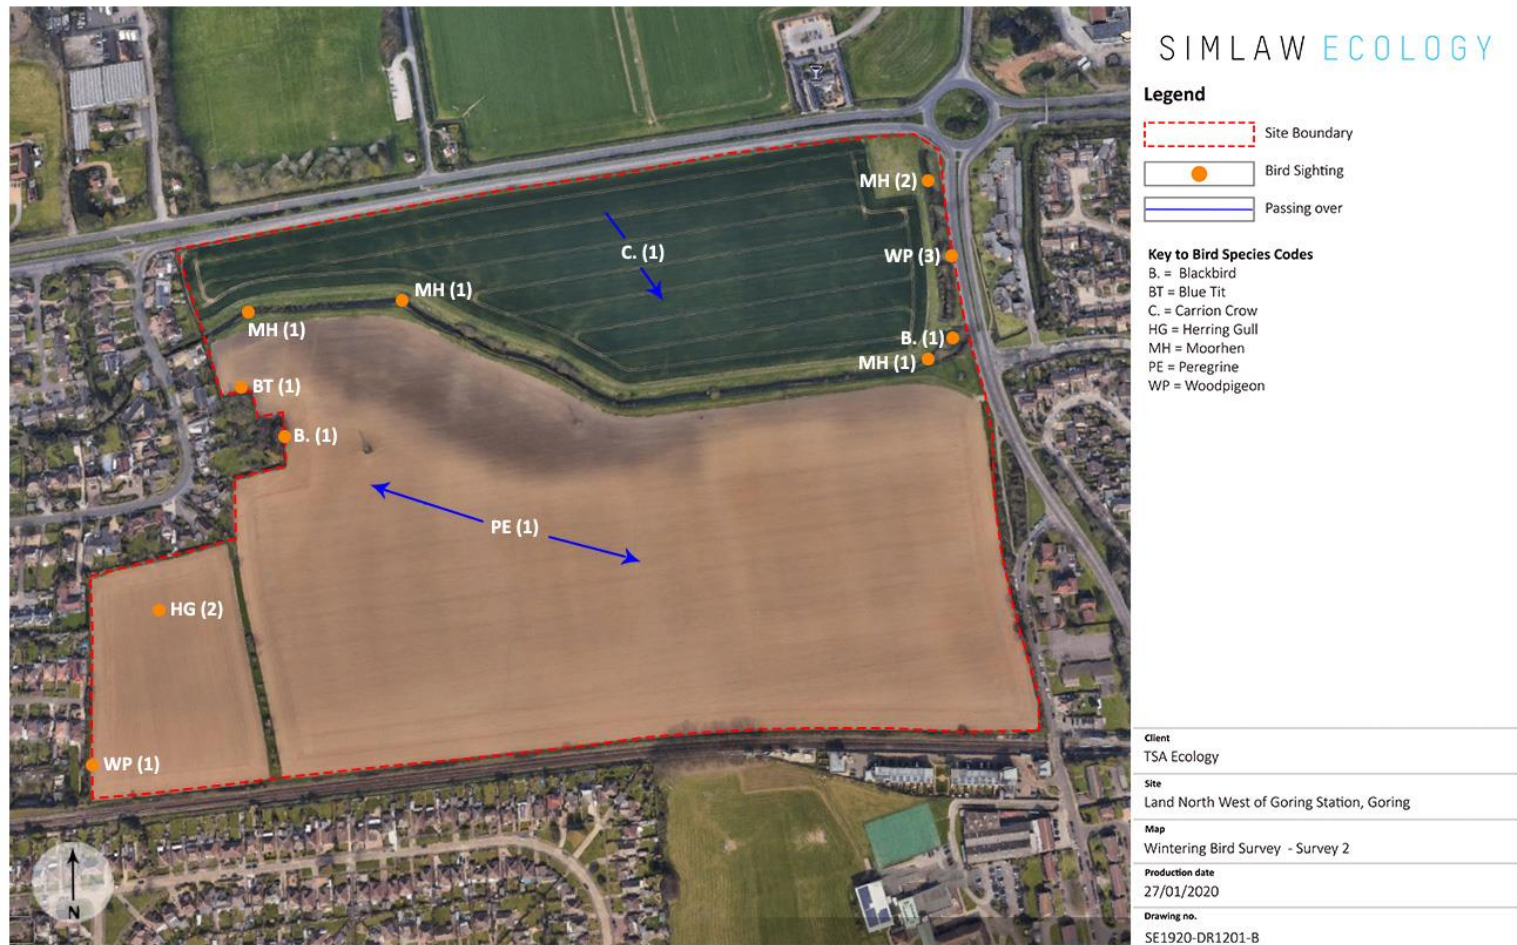 SIMLAW ECOLOGY
Legend
Site Boundary
Bird Sighting
Passing over
Key to Bird Species Codes
B. = Blackbird
BT = Blue Tit
C. = Carrion Crow
HG = Herring Gull
MH = Moorhen
PE = Peregrine
WP = Woodpigeon
MH (2)
C. (1)
WP (3)
MH (1)
MH (1)
B. (1)
MH (1)
BT (1)
B. (1)
PE (1)
HG (2)
WP (1)
N
Client
TSA Ecology
Site
Land North West of Goring Station, Goring
Map
Wintering Bird Survey - Survey 2
Production date
27/01/2020
Drawing no.
SE1920-DR1201-B